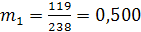 m₁ = 119/238 = 0,500